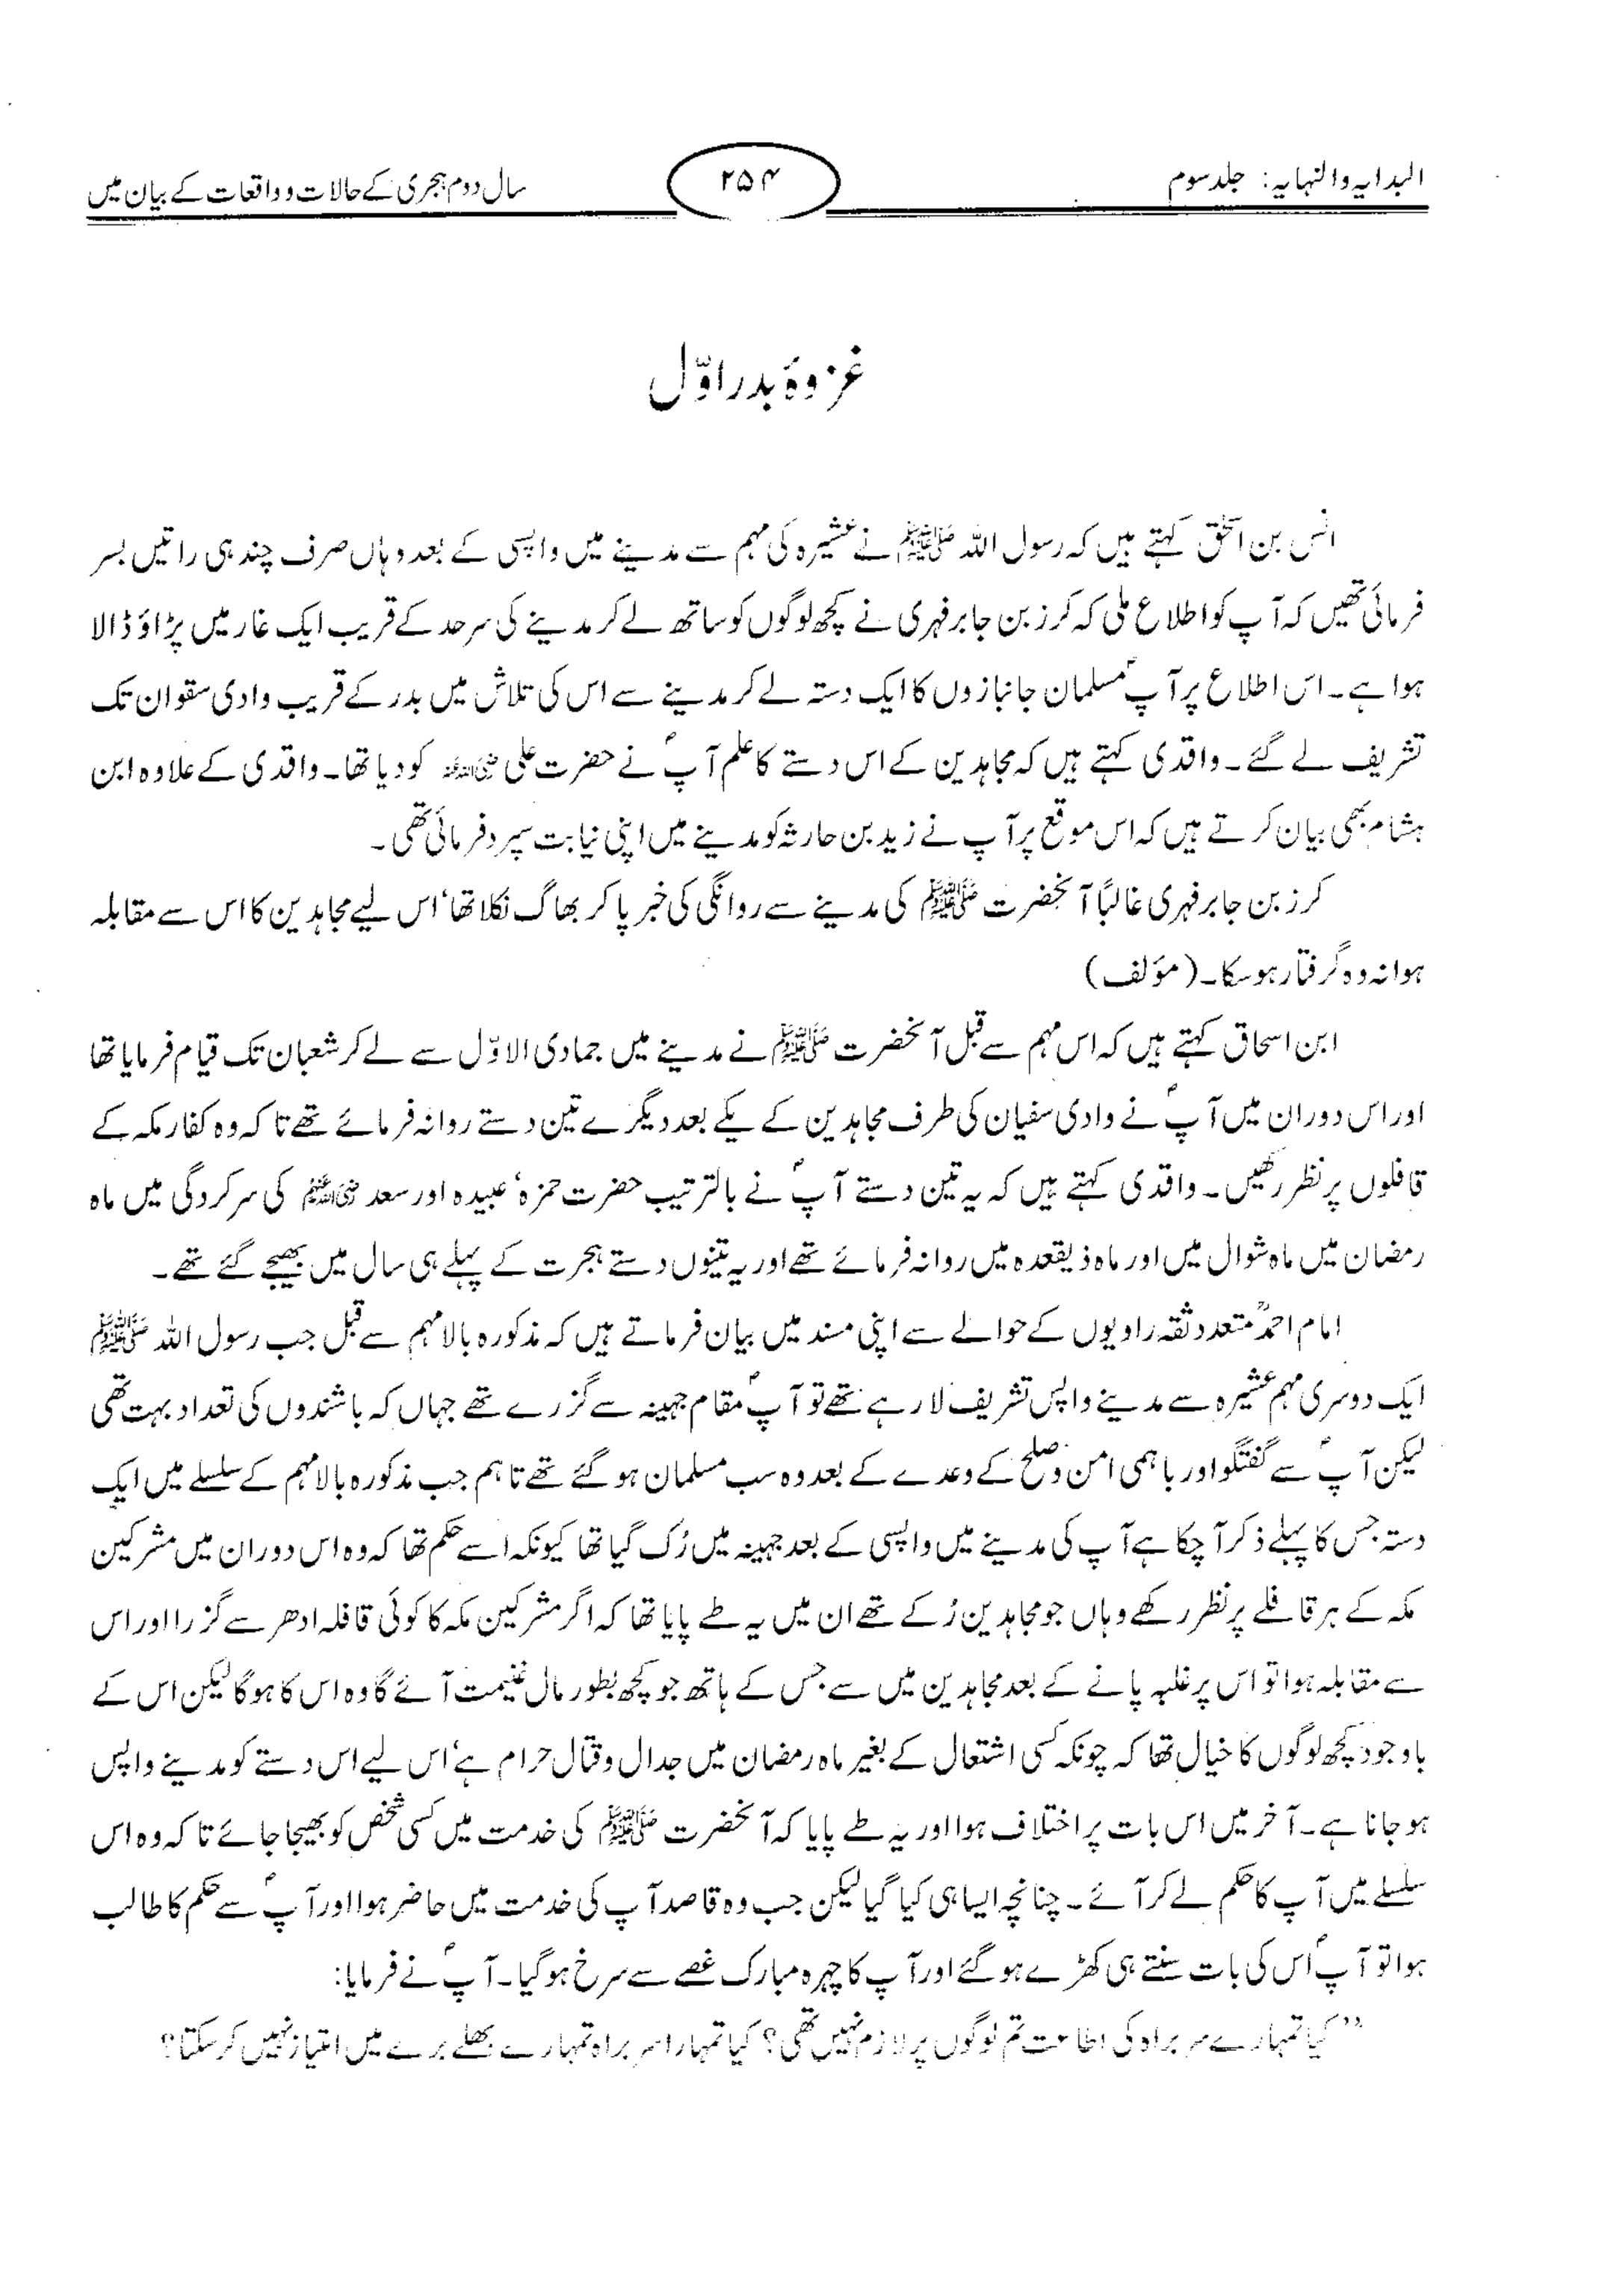 البدایہ والنہایہ: جلد سوم
۲۵۴
سال دوم ہجری کے حالات و واقعات کے بیان میں
غزوۂ بدر اوّل
انس بن اسحٰق کہتے ہیں کہ رسول اللہ ﷺ نے عشیرہ کی مہم سے مدینے میں واپسی کے بعد وہاں صرف چند ہی راتیں بسر
فرمائی تھیں کہ آپ کو اطلاع ملی کہ کرز بن جابر فہری نے کچھ لوگوں کو ساتھ لے کر مدینے کی سرحد کے قریب ایک غار میں پڑاؤ ڈالا
ہوا ہے۔ اس اطلاع پر آپؐ مسلمان جانبازوں کا ایک دستہ لے کر مدینے سے اس کی تلاش میں بدر کے قریب وادی سقوان تک
تشریف لے گئے۔ واقدی کہتے ہیں کہ مجاہدین کے اس دستے کا علم آپؐ نے حضرت علی رضی اللہ عنہ کو دیا تھا۔ واقدی کے علاوہ ابن
ہشام بھی بیان کرتے ہیں کہ اس موقع پر آپ نے زید بن حارثہ کو مدینے میں اپنی نیابت سپرد فرمائی تھی۔
کرز بن جابر فہری غالباً آنحضرت ﷺ کی مدینے سے روانگی کی خبر پا کر بھاگ نکلا تھا‘ اس لیے مجاہدین کا اس سے مقابلہ
ہوا نہ وہ گرفتار ہو سکا۔ (مؤلف)
ابن اسحاق کہتے ہیں کہ اس مہم سے قبل آنحضرت ﷺ نے مدینے میں جمادی الاوّل سے لے کر شعبان تک قیام فرمایا تھا
اور اس دوران میں آپؐ نے وادی سفیان کی طرف مجاہدین کے یکے بعد دیگرے تین دستے روانہ فرمائے تھے تاکہ وہ کفار مکہ کے
قافلوں پر نظر رکھیں۔ واقدی کہتے ہیں کہ یہ تین دستے آپؐ نے بالترتیب حضرت حمزہ‘ عبیدہ اور سعد رضی اللہ عنہم کی سرکردگی میں ماہ
رمضان میں ماہ شوال میں اور ماہ ذیقعدہ میں روانہ فرمائے تھے اور یہ تینوں دستے ہجرت کے پہلے ہی سال میں بھیجے گئے تھے۔
امام احمدؒ متعدد ثقہ راویوں کے حوالے سے اپنی مسند میں بیان فرماتے ہیں کہ مذکورہ بالا مہم سے قبل جب رسول اللہ ﷺ
ایک دوسری مہم عشیرہ سے مدینے واپس تشریف لا رہے تھے تو آپؐ مقام جہینہ سے گزرے تھے جہاں کہ باشندوں کی تعداد بہت تھی
لیکن آپؐ سے گفتگو اور باہمی امن و صلح کے وعدے کے بعد وہ سب مسلمان ہو گئے تھے تاہم جب مذکورہ بالا مہم کے سلسلے میں ایک
دستہ جس کا پہلے ذکر آ چکا ہے آپ کی مدینے میں واپسی کے بعد جہینہ میں رُک گیا تھا کیونکہ اسے حکم تھا کہ وہ اس دوران میں مشرکین
مکہ کے ہر قافلے پر نظر رکھے وہاں جو مجاہدین رُکے تھے ان میں یہ طے پایا تھا کہ اگر مشرکین مکہ کا کوئی قافلہ ادھر سے گزرا اور اس
سے مقابلہ ہوا تو اس پر غلبہ پانے کے بعد مجاہدین میں سے جس کے ہاتھ جو کچھ بطور مال غنیمت آئے گا وہ اس کا ہوگا لیکن اس کے
باوجود کچھ لوگوں کا خیال تھا کہ چونکہ کسی اشتعال کے بغیر ماہ رمضان میں جدال و قتال حرام ہے‘ اس لیے اس دستے کو مدینے واپس
ہو جانا ہے۔ آخر میں اس بات پر اختلاف ہوا اور یہ طے پایا کہ آنحضرت ﷺ کی خدمت میں کسی شخص کو بھیجا جائے تاکہ وہ اس
سلسلے میں آپ کا حکم لے کر آئے۔ چنانچہ ایسا ہی کیا گیا لیکن جب وہ قاصد آپ کی خدمت میں حاضر ہوا اور آپؐ سے حکم کا طالب
ہوا تو آپؐ اس کی بات سنتے ہی کھڑے ہو گئے اور آپ کا چہرہ مبارک غصے سے سرخ ہوگیا۔ آپؐ نے فرمایا:
’’کیا تمہارے سربراہ کی اطاعت تم لوگوں پر لازم نہیں تھی؟ کیا تمہارا سربراہ تمہارے بھلے برے میں امتیاز نہیں کر سکتا؟